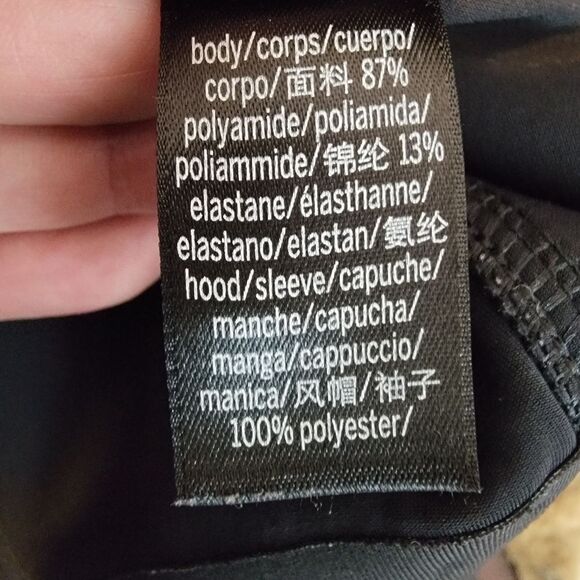 body/corps/cuerpo/
corpo/面料 87%
polyamide/poliamida/
poliammide/锦纶 13%
elastane/élasthanne/
elastano/elastan/氨纶
hood/sleeve/capuche/
manche/capucha/
manga/cappuccio/
manica/风帽/袖子
100% polyester/